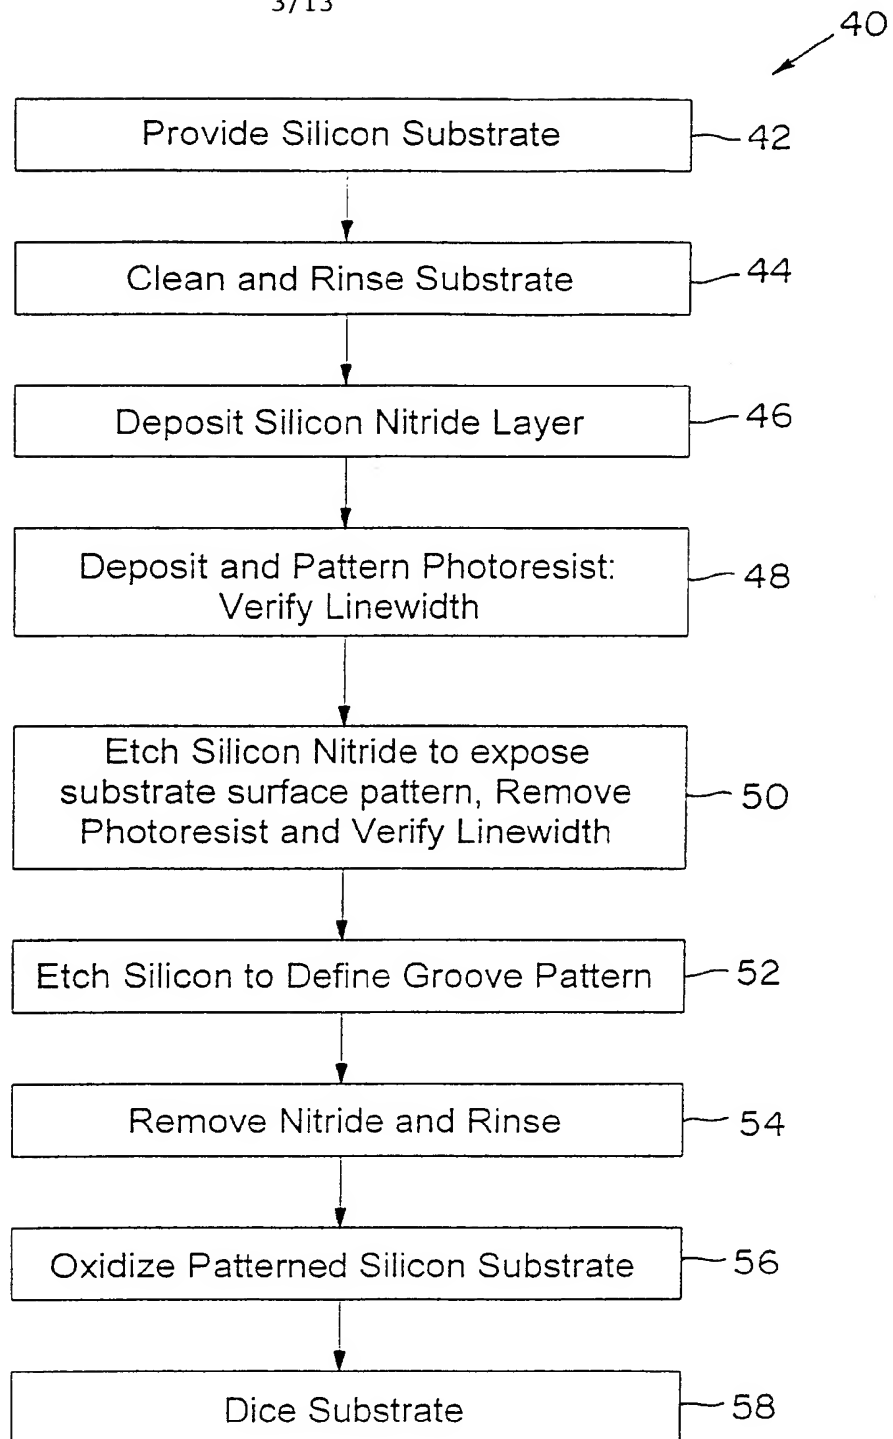 3/13
40
Provide Silicon Substrate
42
Clean and Rinse Substrate
44
Deposit Silicon Nitride Layer
46
Deposit and Pattern Photoresist:
Verify Linewidth
48
Etch Silicon Nitride to expose
substrate surface pattern, Remove
Photoresist and Verify Linewidth
50
Etch Silicon to Define Groove Pattern
52
Remove Nitride and Rinse
54
Oxidize Patterned Silicon Substrate
56
Dice Substrate
58